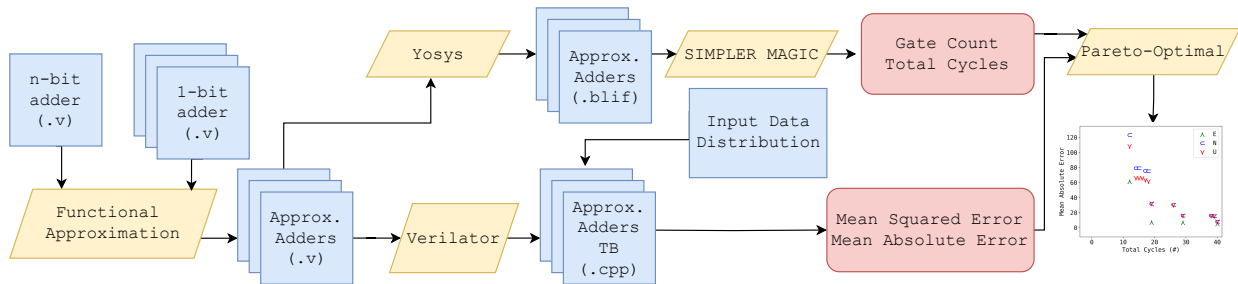 n-bit
adder
(.v)
1-bit
adder
(.v)
Functional
Approximation
Approx.
Adders
(.v)
Yosys
Approx.
Adders
(.blif)
SIMPLER MAGIC
Gate Count
Total Cycles
Pareto-Optimal
Input Data
Distribution
Verilator
Approx.
Adders
TB
(.cpp)
Mean Squared Error
Mean Absolute Error
E
N
U
Mean Absolute Error
120
100
80
60
40
20
0
0
10
20
30
40
Total Cycles (#)